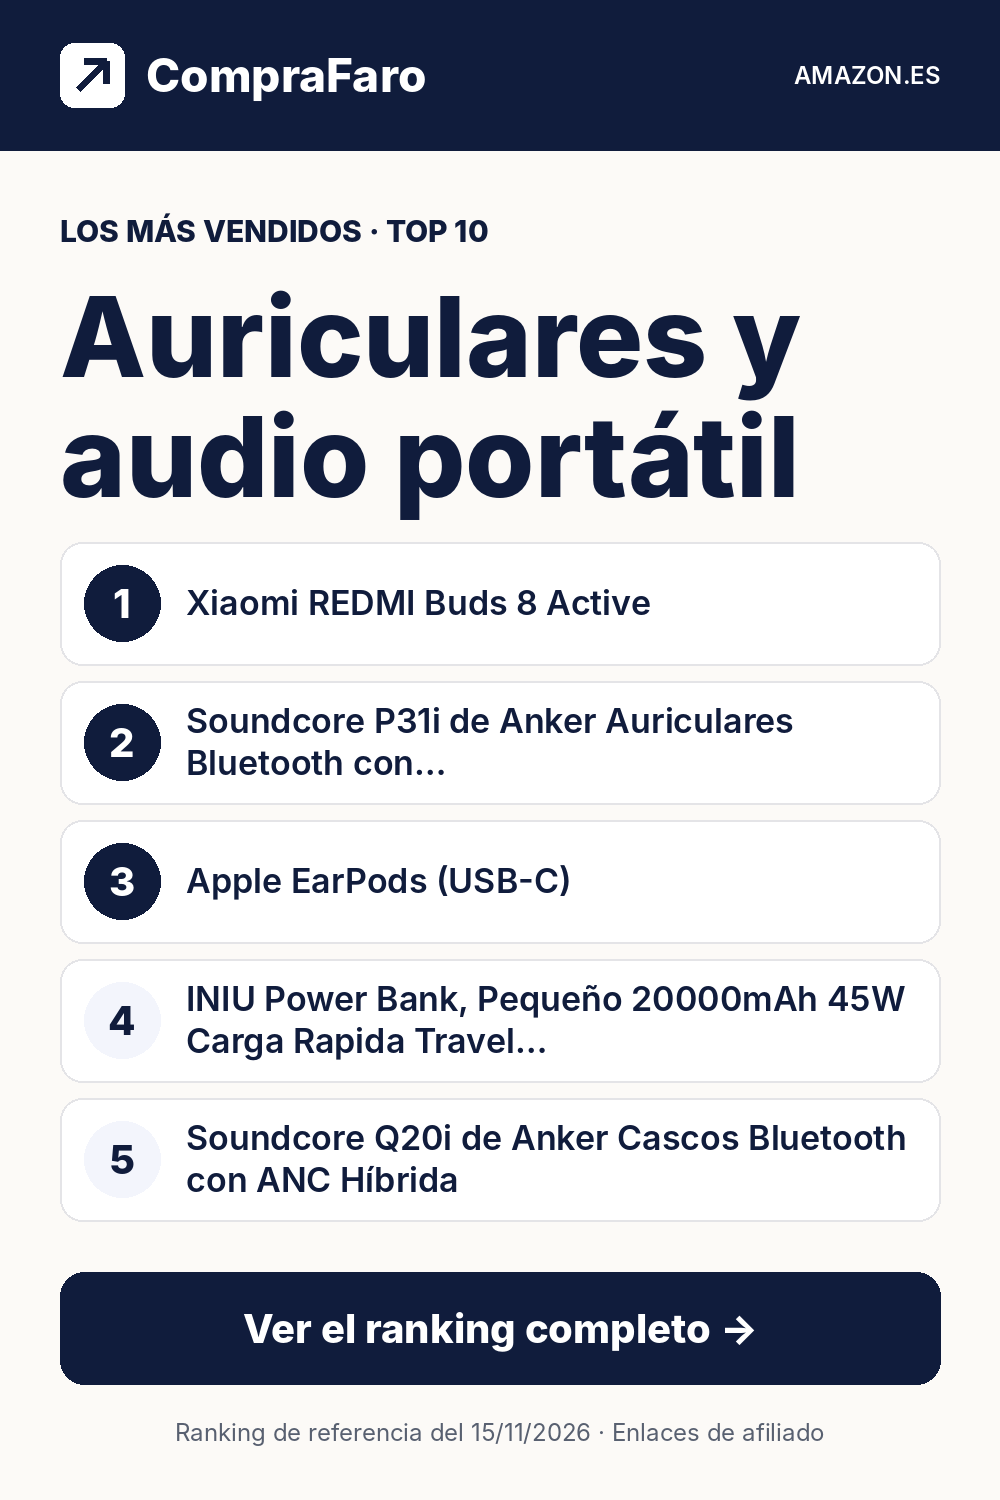 CompraFaro
AMAZON.ES
LOS MÁS VENDIDOS · TOP 10
Auriculares y
audio portátil
1
Xiaomi REDMI Buds 8 Active
2
Soundcore P31i de Anker Auriculares
Bluetooth con...
3
Apple EarPods (USB-C)
4
INIU Power Bank, Pequeño 20000mAh 45W
Carga Rapida Travel...
5
Soundcore Q20i de Anker Cascos Bluetooth
con ANC Híbrida
Ver el ranking completo →
Ranking de referencia del 15/11/2026 · Enlaces de afiliado